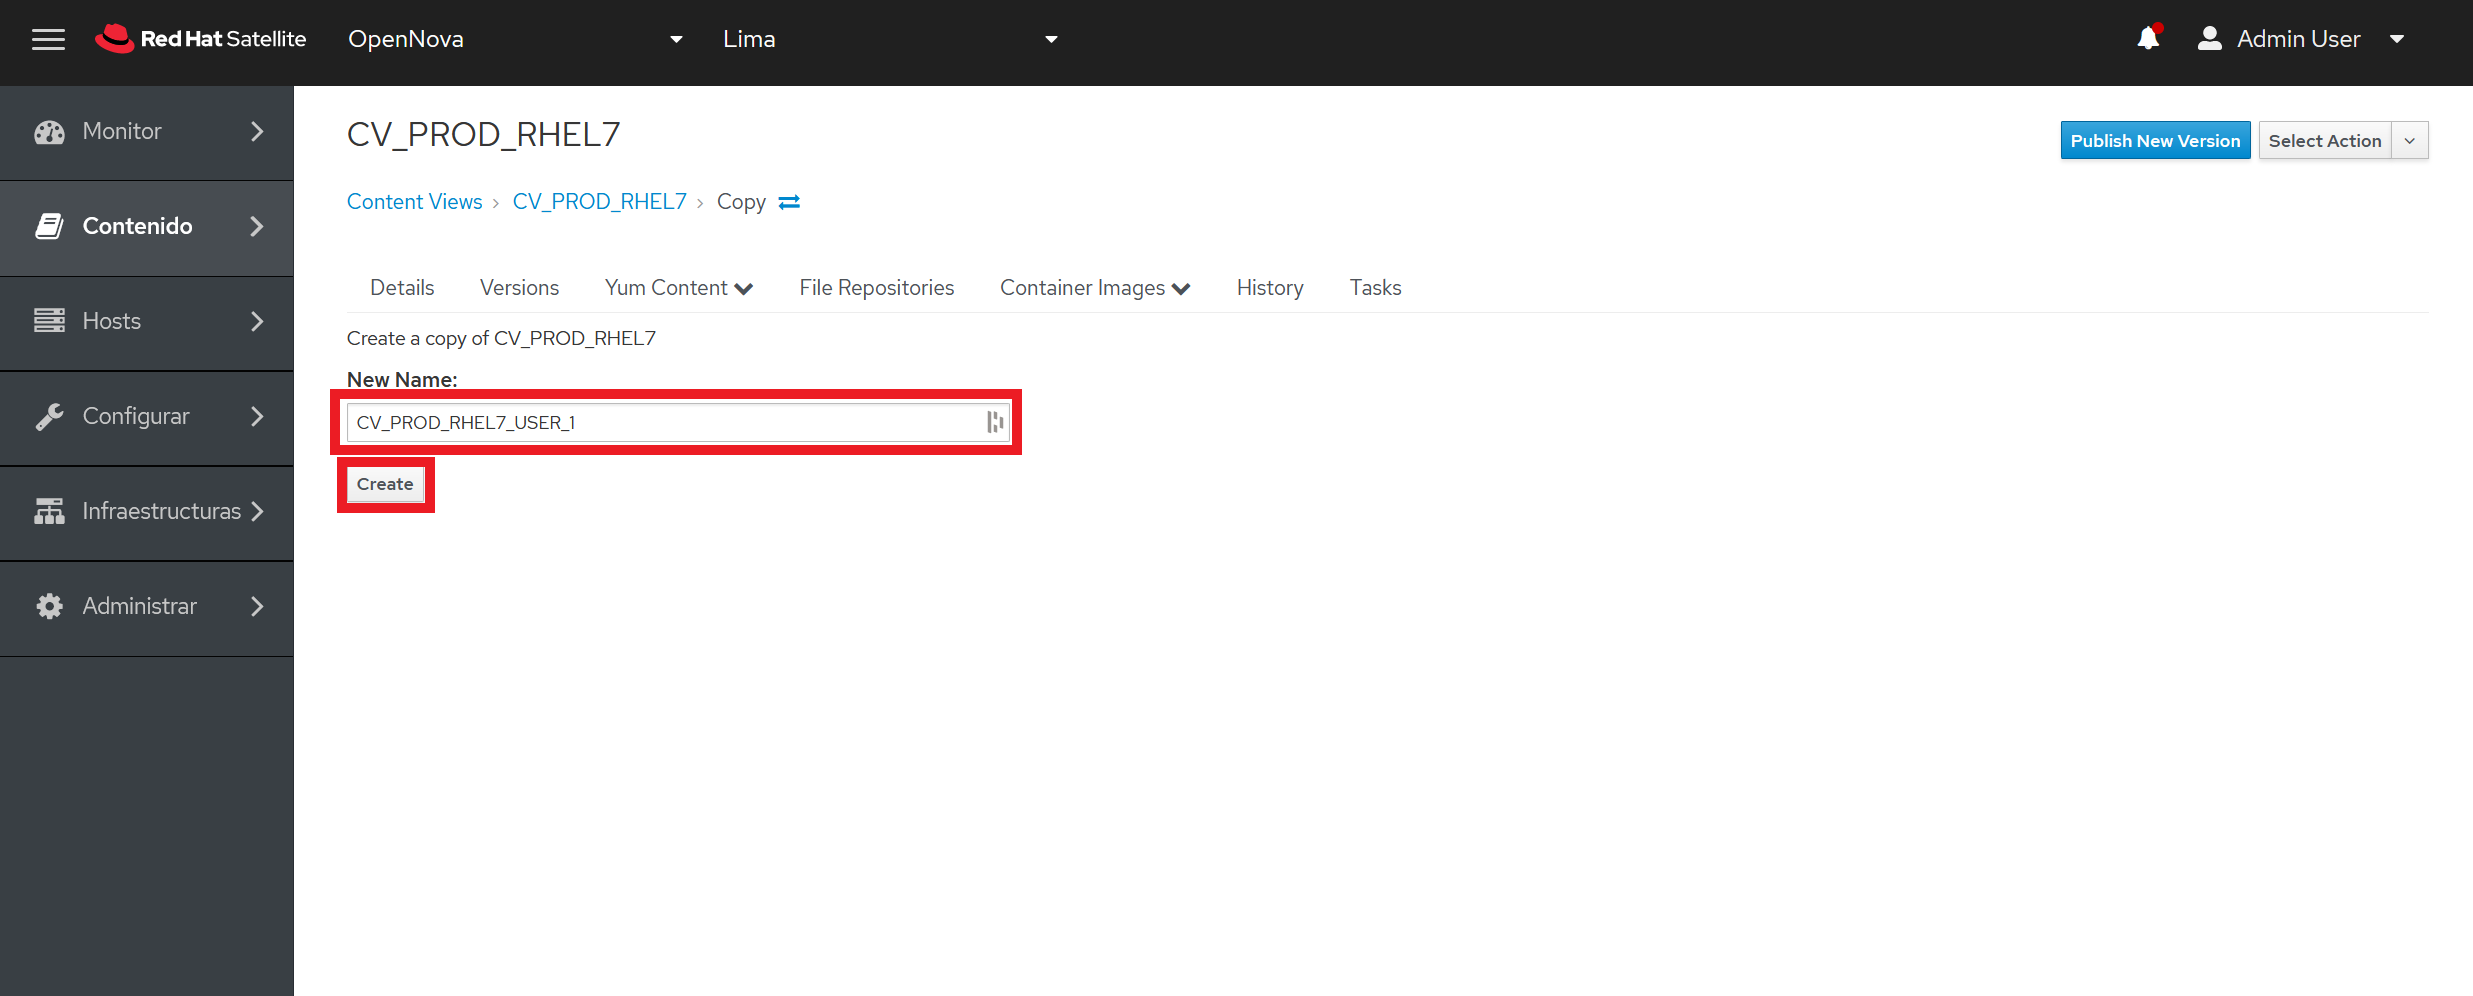 Red Hat Satellite OpenNova Lima Admin User
Monitor
Contenido
Hosts
Configurar
Infraestructuras
Administrar
CV_PROD_RHEL7
Publish New Version Select Action
Content Views › CV_PROD_RHEL7 › Copy
Details Versions Yum Content File Repositories Container Images History Tasks
Create a copy of CV_PROD_RHEL7
New Name:
CV_PROD_RHEL7_USER_1
Create